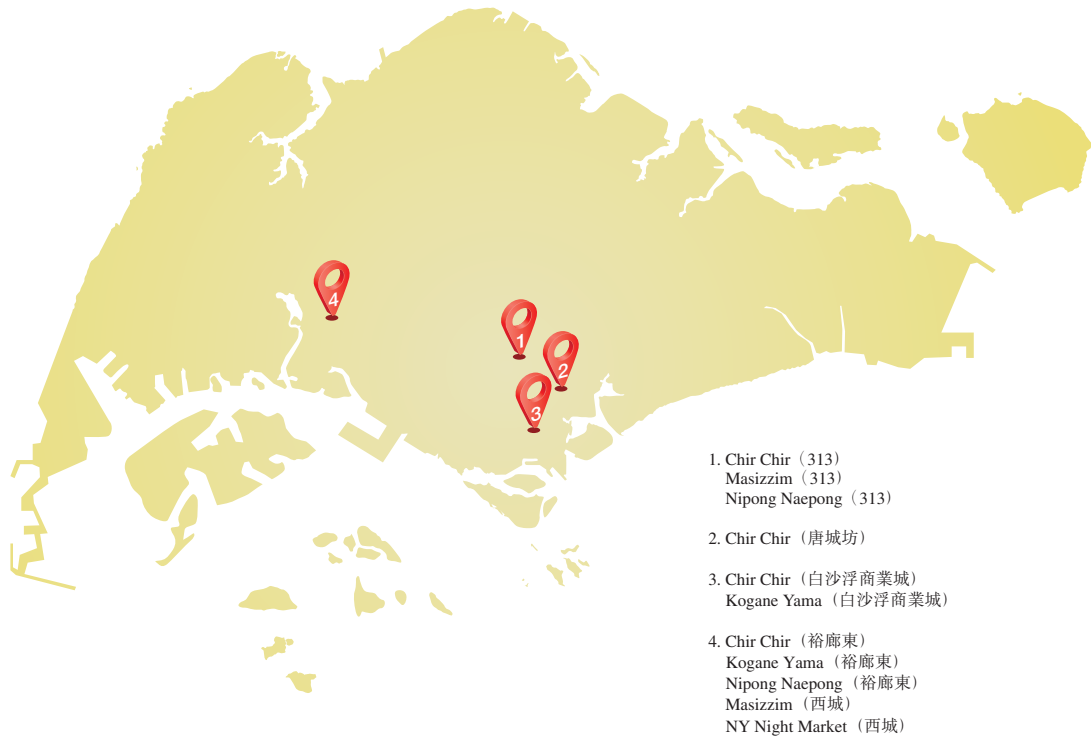 4
1
2
3
1. Chir Chir（313）
Masizzim（313）
Nipong Naepong（313）
2. Chir Chir（唐城坊）
3. Chir Chir（白沙浮商業城）
Kogane Yama（白沙浮商業城）
4. Chir Chir（裕廊東）
Kogane Yama（裕廊東）
Nipong Naepong（裕廊東）
Masizzim（西城）
NY Night Market（西城）